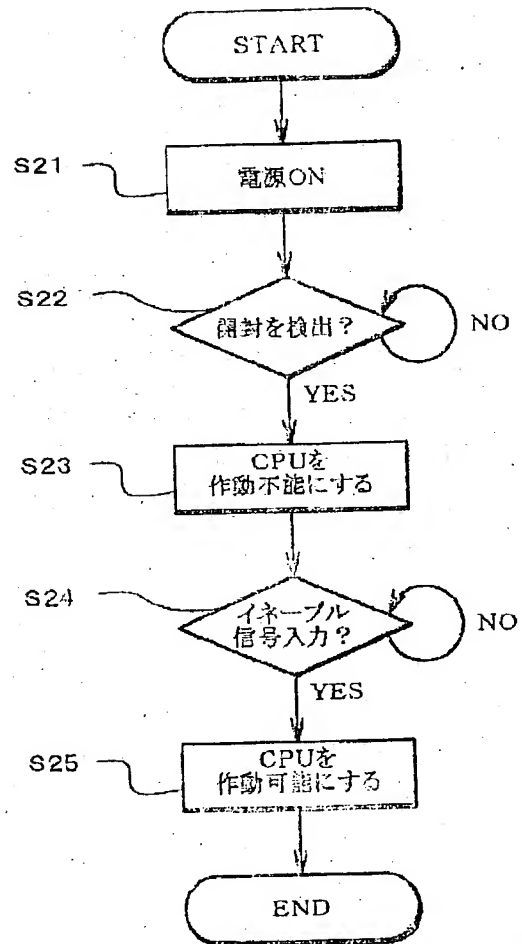 START
S21
電源ON
S22
開封を検出？
NO
YES
S23
CPUを
作動不能にする
S24
イネーブル
信号入力？
NO
YES
S25
CPUを
作動可能にする
END